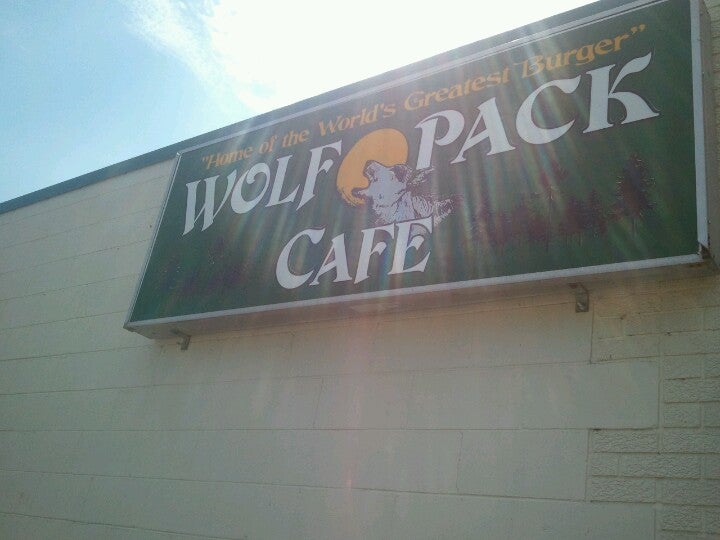 "Home of the World's Greatest Burger"
WOLF PACK
CAFE